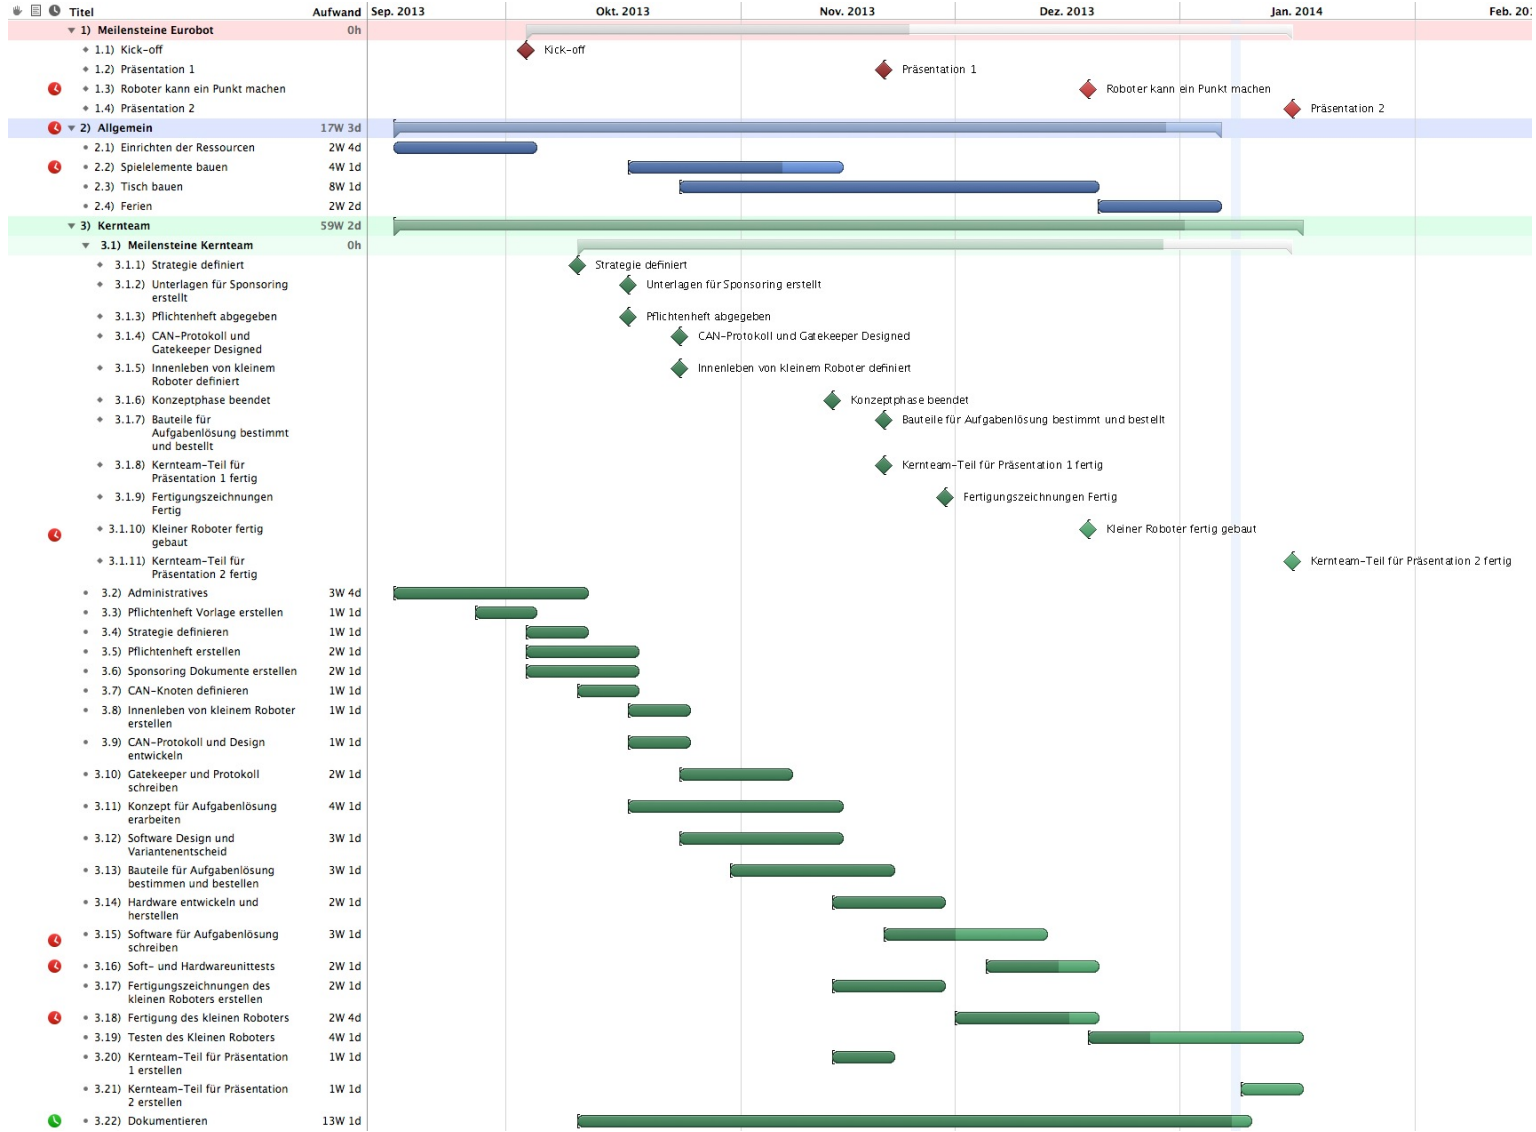 Titel Aufwand Sep. 2013 Okt. 2013 Nov. 2013 Dez. 2013 Jan. 2014 Feb. 201
1) Meilensteine Eurobot 0h
1.1) Kick-off Kick-off
1.2) Präsentation 1 Präsentation 1
1.3) Roboter kann ein Punkt machen Roboter kann ein Punkt machen
1.4) Präsentation 2 Präsentation 2
2) Allgemein 17W 3d
2.1) Einrichten der Ressourcen 2W 4d
2.2) Spielelemente bauen 4W 1d
2.3) Tisch bauen 8W 1d
2.4) Ferien 2W 2d
3) Kernteam 59W 2d
3.1) Meilensteine Kernteam 0h
3.1.1) Strategie definiert Strategie definiert
3.1.2) Unterlagen für Sponsoring Unterlagen für Sponsoring erstellt
erstellt
3.1.3) Pflichtenheft abgegeben Pflichtenheft abgegeben
3.1.4) CAN-Protokoll und CAN-Protokoll und Gatekeeper Designed
Gatekeeper Designed
3.1.5) Innenleben von kleinem Innenleben von kleinem Roboter definiert
Roboter definiert
3.1.6) Konzeptphase beendet Konzeptphase beendet
3.1.7) Bauteile für Bauteile für Aufgabenlösung bestimmt und bestellt
Aufgabenlösung bestimmt
und bestellt
3.1.8) Kernteam-Teil für Kernteam-Teil für Präsentation 1 fertig
Präsentation 1 fertig
3.1.9) Fertigungszeichnungen Fertigungszeichnungen Fertig
Fertig
3.1.10) Kleiner Roboter fertig Kleiner Roboter fertig gebaut
gebaut
3.1.11) Kernteam-Teil für Kernteam-Teil für Präsentation 2 fertig
Präsentation 2 fertig
3.2) Administratives 3W 4d
3.3) Pflichtenheft Vorlage erstellen 1W 1d
3.4) Strategie definieren 1W 1d
3.5) Pflichtenheft erstellen 2W 1d
3.6) Sponsoring Dokumente erstellen 2W 1d
3.7) CAN-Knoten definieren 1W 1d
3.8) Innenleben von kleinem Roboter 1W 1d
erstellen
3.9) CAN-Protokoll und Design 1W 1d
entwickeln
3.10) Gatekeeper und Protokoll 2W 1d
schreiben
3.11) Konzept für Aufgabenlösung 4W 1d
erarbeiten
3.12) Software Design und 3W 1d
Variantenentscheid
3.13) Bauteile für Aufgabenlösung 3W 1d
bestimmen und bestellen
3.14) Hardware entwickeln und 2W 1d
herstellen
3.15) Software für Aufgabenlösung 3W 1d
schreiben
3.16) Soft- und Hardwareunittests 2W 1d
3.17) Fertigungszeichnungen des 2W 1d
kleinen Roboters erstellen
3.18) Fertigung des kleinen Roboters 2W 4d
3.19) Testen des Kleinen Roboters 4W 1d
3.20) Kernteam-Teil für Präsentation 1W 1d
1 erstellen
3.21) Kernteam-Teil für Präsentation 1W 1d
2 erstellen
3.22) Dokumentieren 13W 1d